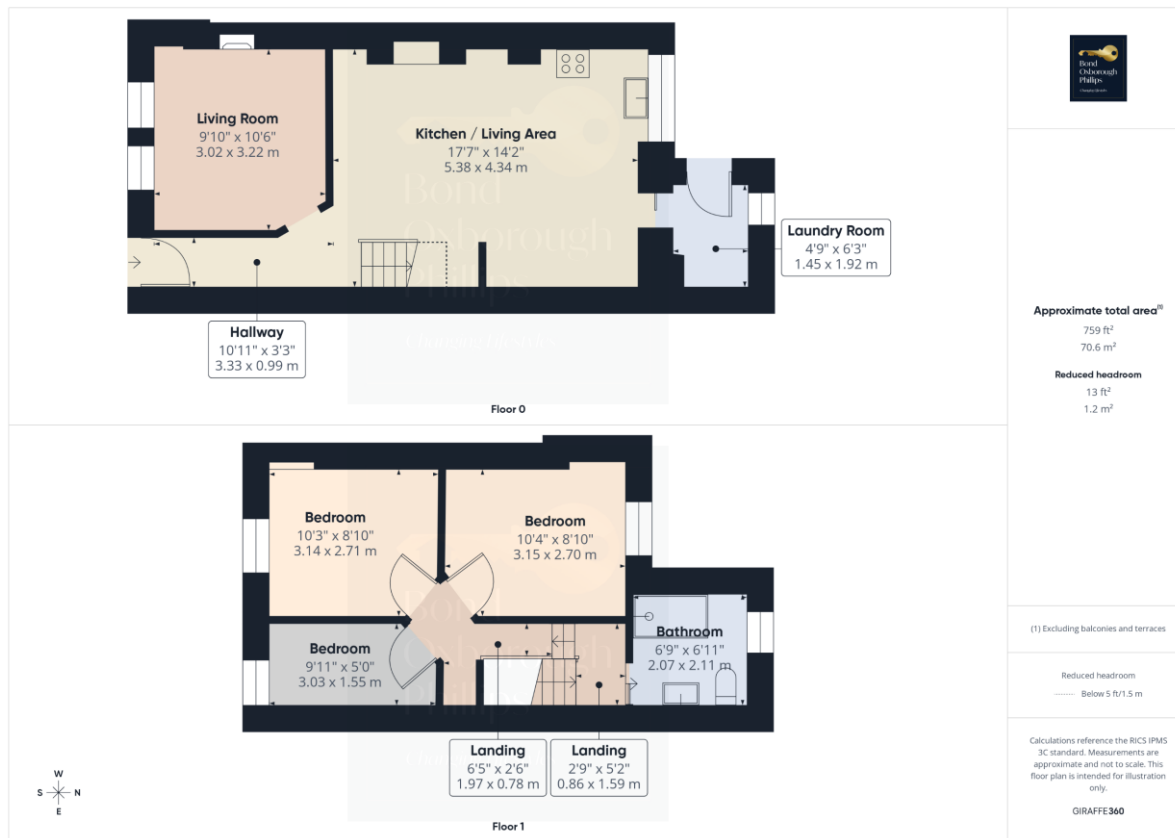 Living Room
9'10" x 10'6"
3.02 x 3.22 m
Kitchen / Living Area
17'7" x 14'2"
5.38 x 4.34 m
Laundry Room
4'9" x 6'3"
1.45 x 1.92 m
Hallway
10'11" x 3'3"
3.33 x 0.99 m
Bond
Oxborough
Phillips
Floor 0
Bedroom
10'3" x 8'10"
3.14 x 2.71 m
Bedroom
10'4" x 8'10"
3.15 x 2.70 m
Bedroom
9'11" x 5'0"
3.03 x 1.55 m
Bathroom
6'9" x 6'11"
2.07 x 2.11 m
Bond
Oxborough
Phillips
Landing
6'5" x 2'6"
1.97 x 0.78 m
Landing
2'9" x 5'2"
0.86 x 1.59 m
W
S N
E
Floor 1
Bond
Oxborough
Phillips
Approximate total area(1)
759 ft²
70.6 m²
Reduced headroom
13 ft²
1.2 m²
(1) Excluding balconies and terraces
Reduced headroom
Below 5 ft/1.5 m
Calculations reference the RICS IPMS
3C standard. Measurements are
approximate and not to scale. This
floor plan is intended for illustration
only.
GIRAFFE360